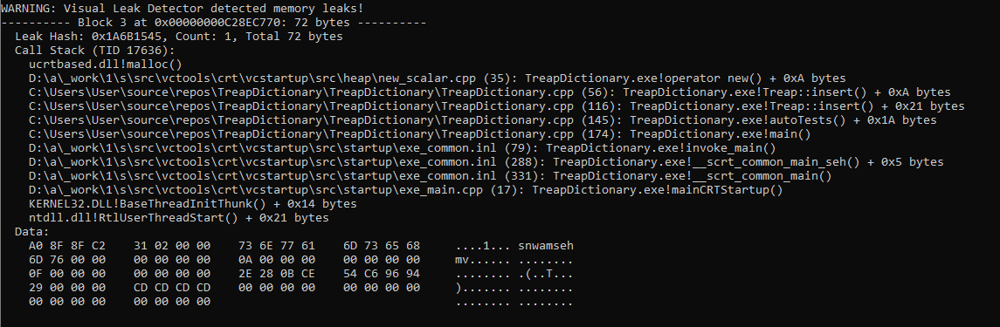 WARNING: Visual Leak Detector detected memory leaks!
---------- Block 3 at 0x00000000C28EC770: 72 bytes ----------
  Leak Hash: 0x1A6B1545, Count: 1, Total 72 bytes
  Call Stack (TID 17636):
    ucrtbased.dll!malloc()
    D:\a\_work\1\s\src\vctools\crt\vcstartup\src\heap\new_scalar.cpp (35): TreapDictionary.exe!operator new() + 0xA bytes
    C:\Users\User\source\repos\TreapDictionary\TreapDictionary\TreapDictionary.cpp (56): TreapDictionary.exe!Treap::insert() + 0xA bytes
    C:\Users\User\source\repos\TreapDictionary\TreapDictionary\TreapDictionary.cpp (116): TreapDictionary.exe!Treap::insert() + 0x21 bytes
    C:\Users\User\source\repos\TreapDictionary\TreapDictionary\TreapDictionary.cpp (145): TreapDictionary.exe!autoTests() + 0x1A bytes
    C:\Users\User\source\repos\TreapDictionary\TreapDictionary\TreapDictionary.cpp (174): TreapDictionary.exe!main()
    D:\a\_work\1\s\src\vctools\crt\vcstartup\src\startup\exe_common.inl (79): TreapDictionary.exe!invoke_main()
    D:\a\_work\1\s\src\vctools\crt\vcstartup\src\startup\exe_common.inl (288): TreapDictionary.exe!__scrt_common_main_seh() + 0x5 bytes
    D:\a\_work\1\s\src\vctools\crt\vcstartup\src\startup\exe_common.inl (331): TreapDictionary.exe!__scrt_common_main()
    D:\a\_work\1\s\src\vctools\crt\vcstartup\src\startup\exe_main.cpp (17): TreapDictionary.exe!mainCRTStartup()
    KERNEL32.DLL!BaseThreadInitThunk() + 0x14 bytes
    ntdll.dll!RtlUserThreadStart() + 0x21 bytes
  Data:
    A0 8F 8F C2    31 02 00 00    73 6E 77 61    6D 73 65 68    ....1... snwamseh
    6D 76 00 00    00 00 00 00    0A 00 00 00    00 00 00 00    mv...... ........
    0F 00 00 00    00 00 00 00    2E 28 0B CE    54 C6 96 94    ........ .(..T...
    29 00 00 00    CD CD CD CD    00 00 00 00    00 00 00 00    )....... ........
    00 00 00 00    00 00 00 00                                  ........ ........